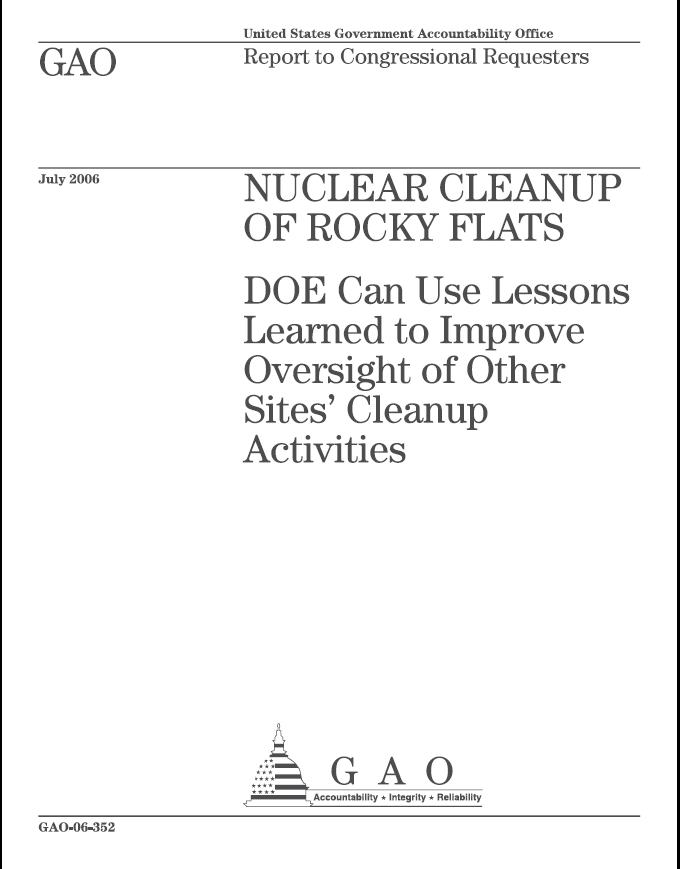 United States Government Accountability Office
GAO
Report to Congressional Requesters
July 2006
NUCLEAR CLEANUP
OF ROCKY FLATS
DOE Can Use Lessons
Learned to Improve
Oversight of Other
Sites’ Cleanup
Activities
G A O
Accountability ★ Integrity ★ Reliability
GAO-06-352